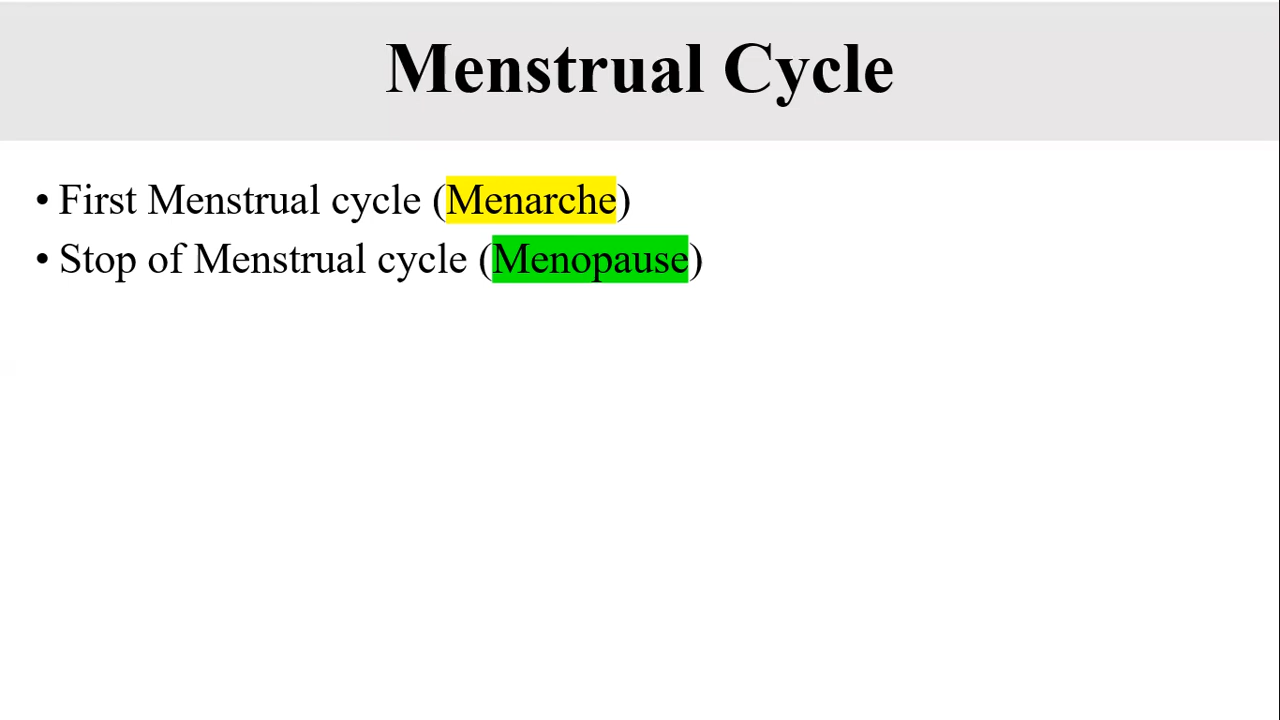 Menstrual Cycle
• First Menstrual cycle (Menarche)
• Stop of Menstrual cycle (Menopause)